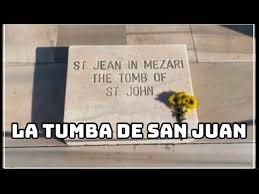 ST JEAN IN MEZARI
THE TOMB OF
ST JOHN
LA TUMBA DE SAN JUAN